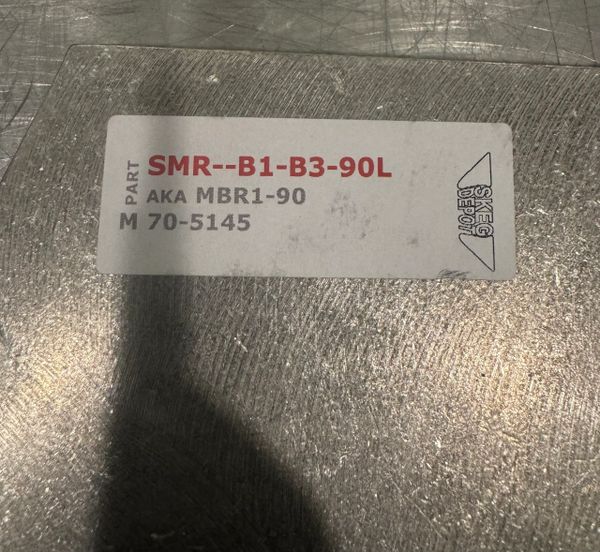 PART
SMR--B1-B3-90L
AKA MBR1-90
M 70-5145
SKEG
DEPOT